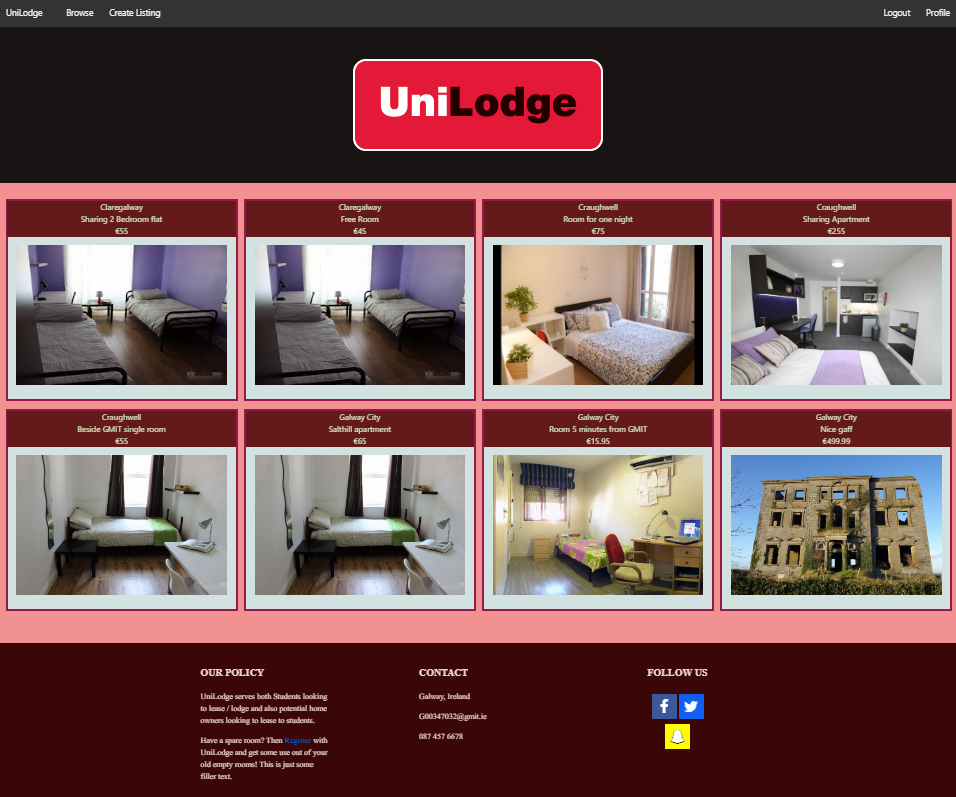 UniLodge Browse Create Listing Logout Profile
UniLodge
Claregalway
Sharing 2 Bedroom flat
€55
Claregalway
Free Room
€45
Craughwell
Room for one night
€75
Craughwell
Sharing Apartment
€255
Craughwell
Beside GMIT single room
€55
Galway City
Salthill apartment
€65
Galway City
Room 5 minutes from GMIT
€15.95
Galway City
Nice gaff
€499.99
OUR POLICY
UniLodge serves both Students looking
to lease / lodge and also potential home
owners looking to lease to students.
Have a spare room? Then Register with
UniLodge and get some use out of your
old empty rooms! This is just some
filler text.
CONTACT
Galway, Ireland
G00347032@gmit.ie
087 457 6678
FOLLOW US